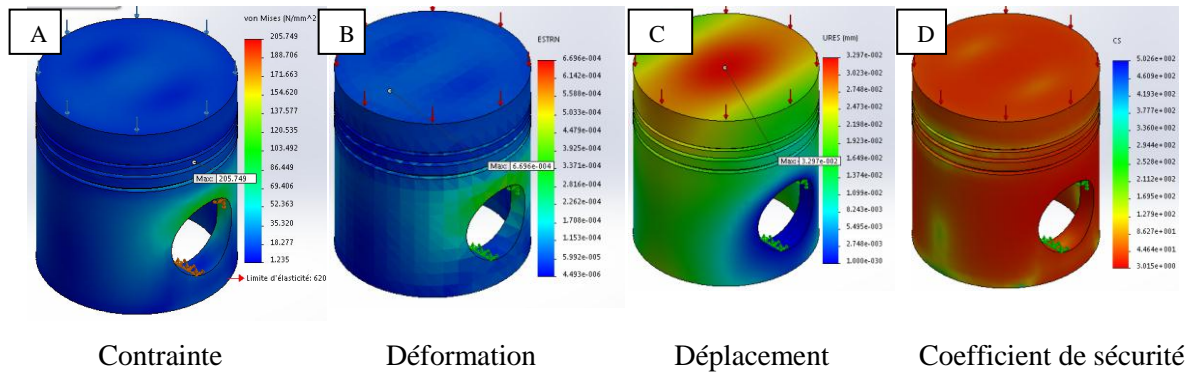 A
von Mises (N/mm^2
205.749
188.706
171.663
154.620
137.577
120.535
103.492
86.449
69.406
52.363
35.320
18.277
1.235
Max: 205.749
Limite d'élasticité: 620
B
ESTRN
6.696e-004
6.142e-004
5.588e-004
5.033e-004
4.479e-004
3.925e-004
3.371e-004
2.816e-004
2.262e-004
1.708e-004
1.153e-004
5.992e-005
4.493e-006
Max: 6.696e-004
C
URES (mm)
3.297e-002
3.023e-002
2.748e-002
2.473e-002
2.198e-002
1.923e-002
1.649e-002
1.374e-002
1.099e-002
8.243e-003
5.495e-003
2.748e-003
1.000e-030
Max: 3.297e-002
D
CS
5.026e+002
4.609e+002
4.193e+002
3.777e+002
3.360e+002
2.944e+002
2.528e+002
2.112e+002
1.695e+002
1.279e+002
8.627e+001
4.464e+001
3.015e+000
Contrainte
Déformation
Déplacement
Coefficient de sécurité